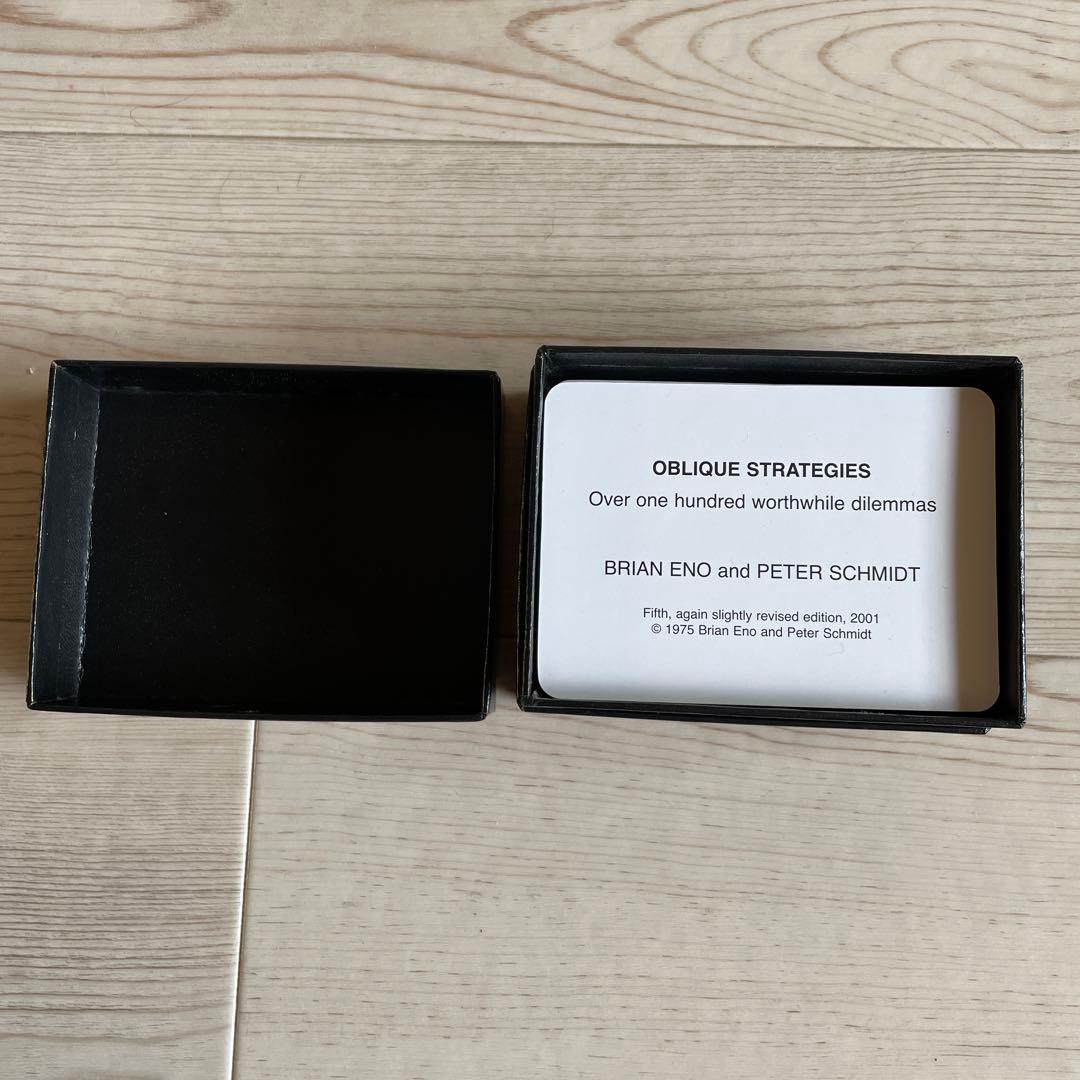 OBLIQUE STRATEGIES
Over one hundred worthwhile dilemmas
BRIAN ENO and PETER SCHMIDT
Fifth, again slightly revised edition, 2001
© 1975 Brian Eno and Peter Schmidt